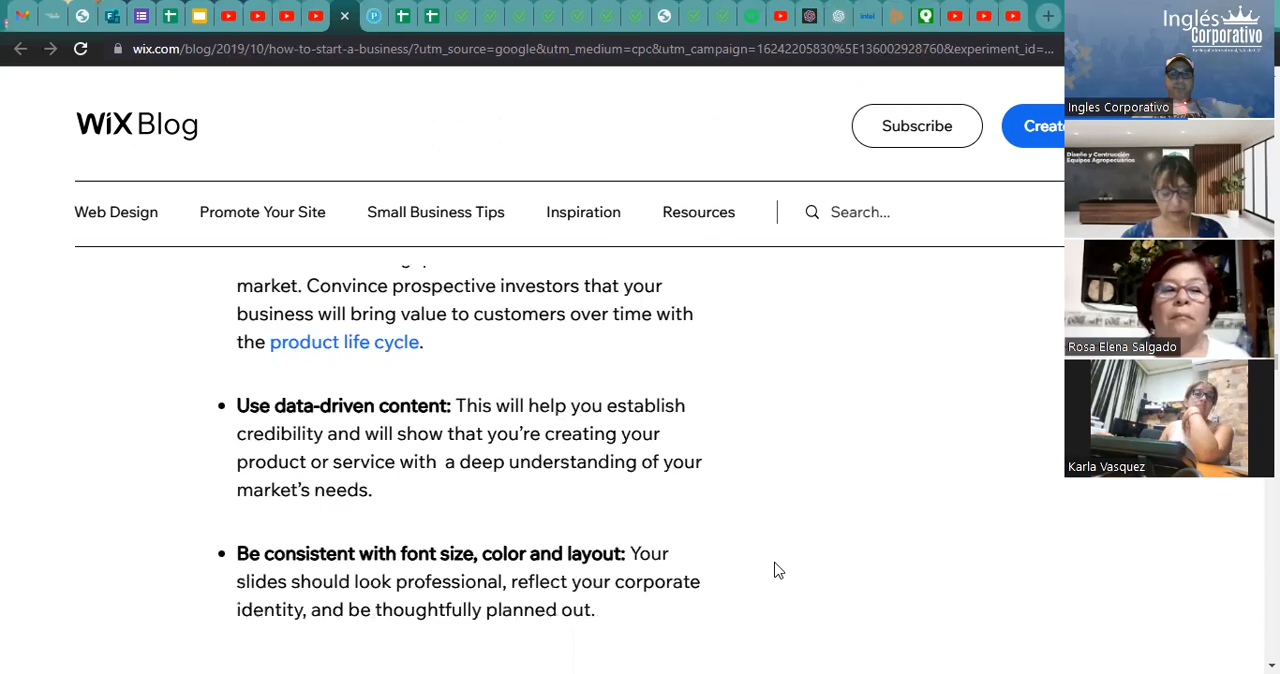 wix.com/blog/2019/10/how-to-start-a-business/?utm_source=google&utm_medium=cpc&utm_campaign=16242205830%5E136002928760&experiment_id=...
WiX Blog
Subscribe
Create
Web Design
Promote Your Site
Small Business Tips
Inspiration
Resources
Search...
market. Convince prospective investors that your
business will bring value to customers over time with
the product life cycle.
• Use data-driven content: This will help you establish
credibility and will show that you're creating your
product or service with a deep understanding of your
market's needs.
• Be consistent with font size, color and layout: Your
slides should look professional, reflect your corporate
identity, and be thoughtfully planned out.
Inglés
Corporativo
Ingles Corporativo
Diseño y Contrucción
Equipos Agropecuarios
Rosa Elena Salgado
Karla Vasquez